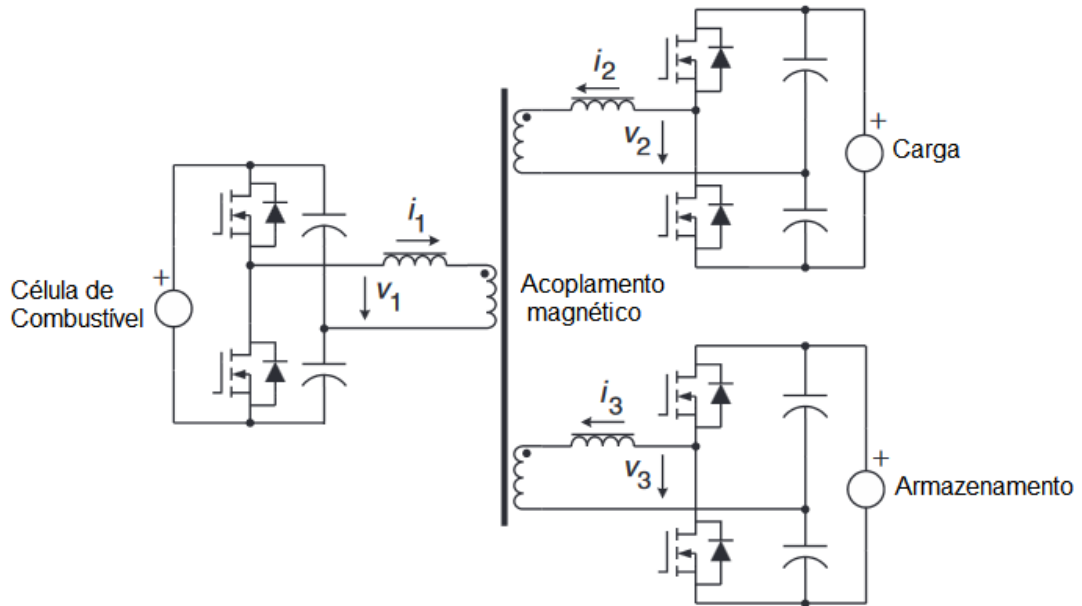 i2
+
v2
Carga
i1
+
Célula de
Combustível
v1
Acoplamento
magnético
i3
+
v3
Armazenamento